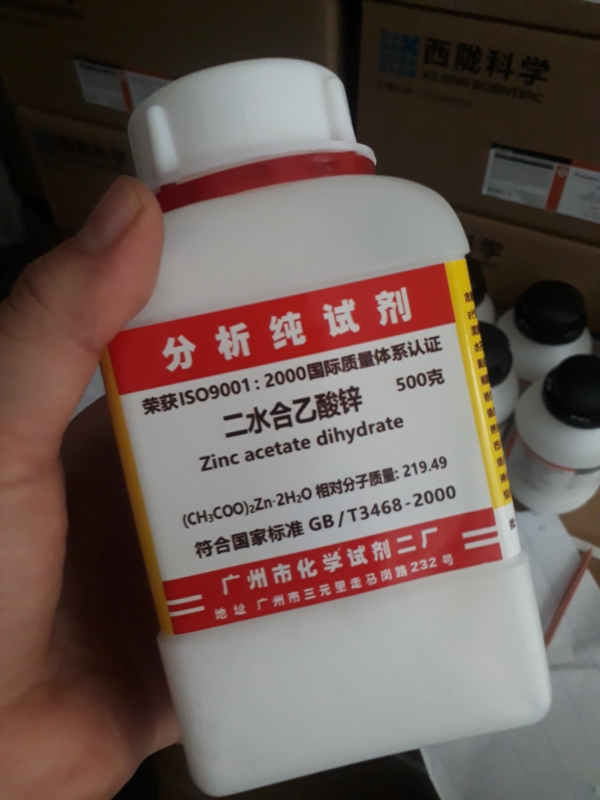 西陇科学
XILONG SCIENTIFIC
分析纯试剂
荣获ISO9001:2000国际质量体系认证
500克
二水合乙酸锌
Zinc acetate dihydrate
(CH₃COO)₂Zn·2H₂O 相对分子质量: 219.49
符合国家标准 GB/T3468-2000
广州市化学试剂二厂
地址 广州市三元里走马岗路232号
学